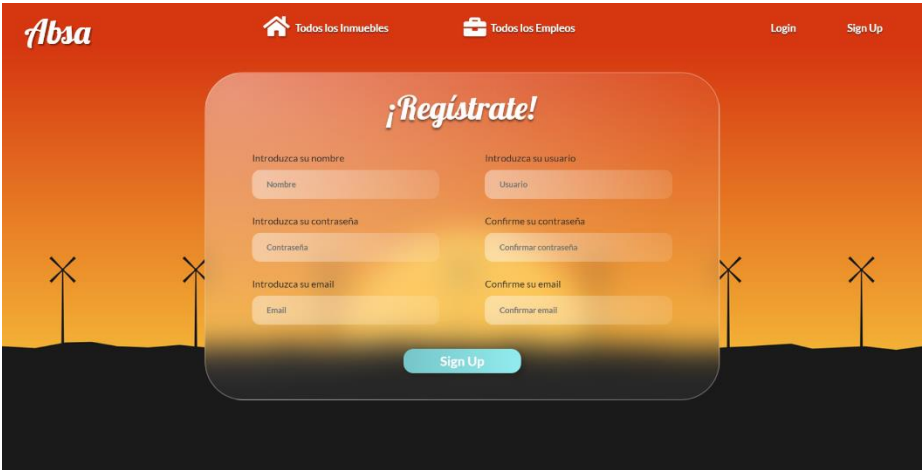 Absa
Todos los Inmuebles
Todos los Empleos
Login
Sign Up
¡Regístrate!
Introduzca su nombre
Introduzca su usuario
Nombre
Usuario
Introduzca su contraseña
Confirme su contraseña
Contraseña
Confirmar contraseña
Introduzca su email
Confirme su email
Email
Confirmar email
Sign Up